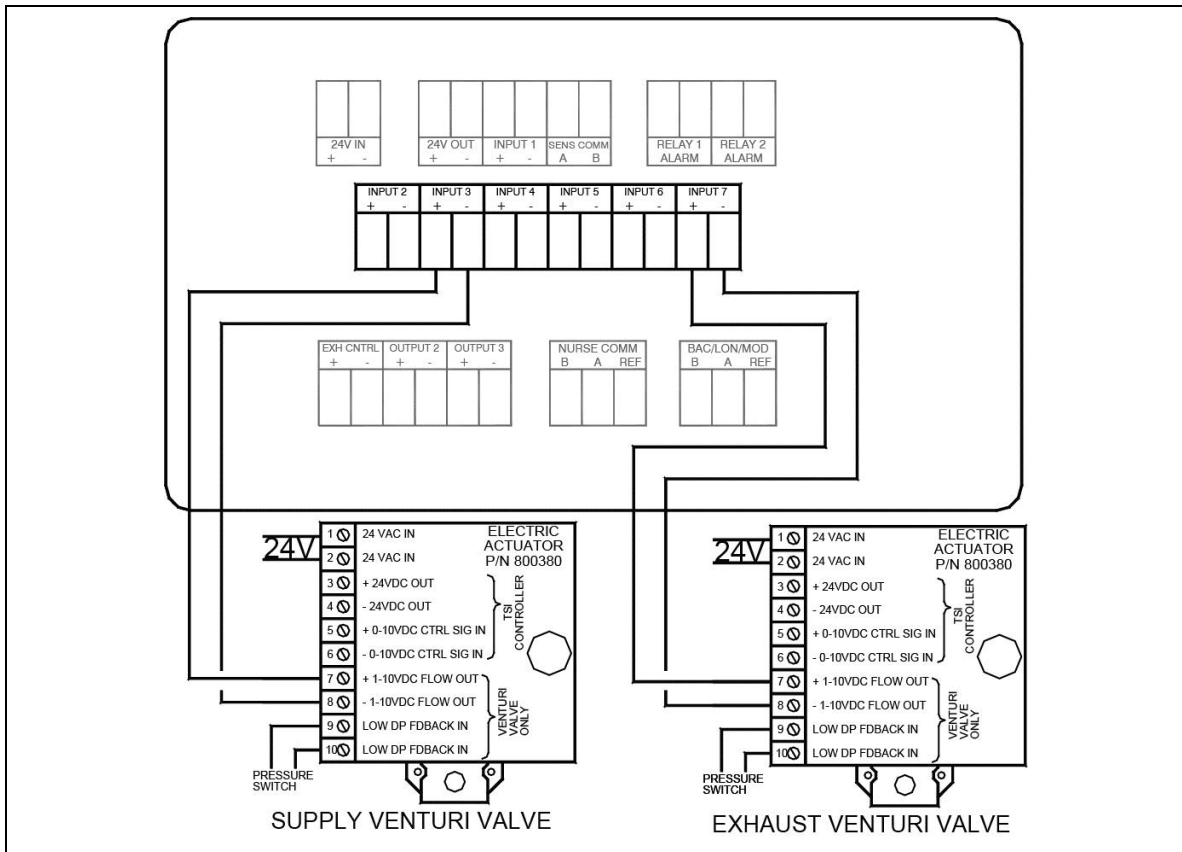 24V IN
+ -
24V OUT INPUT 1 SENS COMM
+ - + - A B
RELAY 1 RELAY 2
ALARM ALARM
INPUT 2 INPUT 3 INPUT 4 INPUT 5 INPUT 6 INPUT 7
+ - + - + - + - + - + -
EXH CNTRL OUTPUT 2 OUTPUT 3
+ - + - + -
NURSE COMM
B A REF
BAC/LON/MOD
B A REF
24V
1 24 VAC IN
2 24 VAC IN
3 + 24VDC OUT
4 - 24VDC OUT
5 + 0-10VDC CTRL SIG IN
6 - 0-10VDC CTRL SIG IN
7 + 1-10VDC FLOW OUT
8 - 1-10VDC FLOW OUT
9 LOW DP FDBACK IN
10 LOW DP FDBACK IN
ELECTRIC
ACTUATOR
P/N 800380
TSI
CONTROLLER
VENTURI
VALVE
ONLY
PRESSURE
SWITCH
SUPPLY VENTURI VALVE
24V
1 24 VAC IN
2 24 VAC IN
3 + 24VDC OUT
4 - 24VDC OUT
5 + 0-10VDC CTRL SIG IN
6 - 0-10VDC CTRL SIG IN
7 + 1-10VDC FLOW OUT
8 - 1-10VDC FLOW OUT
9 LOW DP FDBACK IN
10 LOW DP FDBACK IN
ELECTRIC
ACTUATOR
P/N 800380
TSI
CONTROLLER
VENTURI
VALVE
ONLY
PRESSURE
SWITCH
EXHAUST VENTURI VALVE